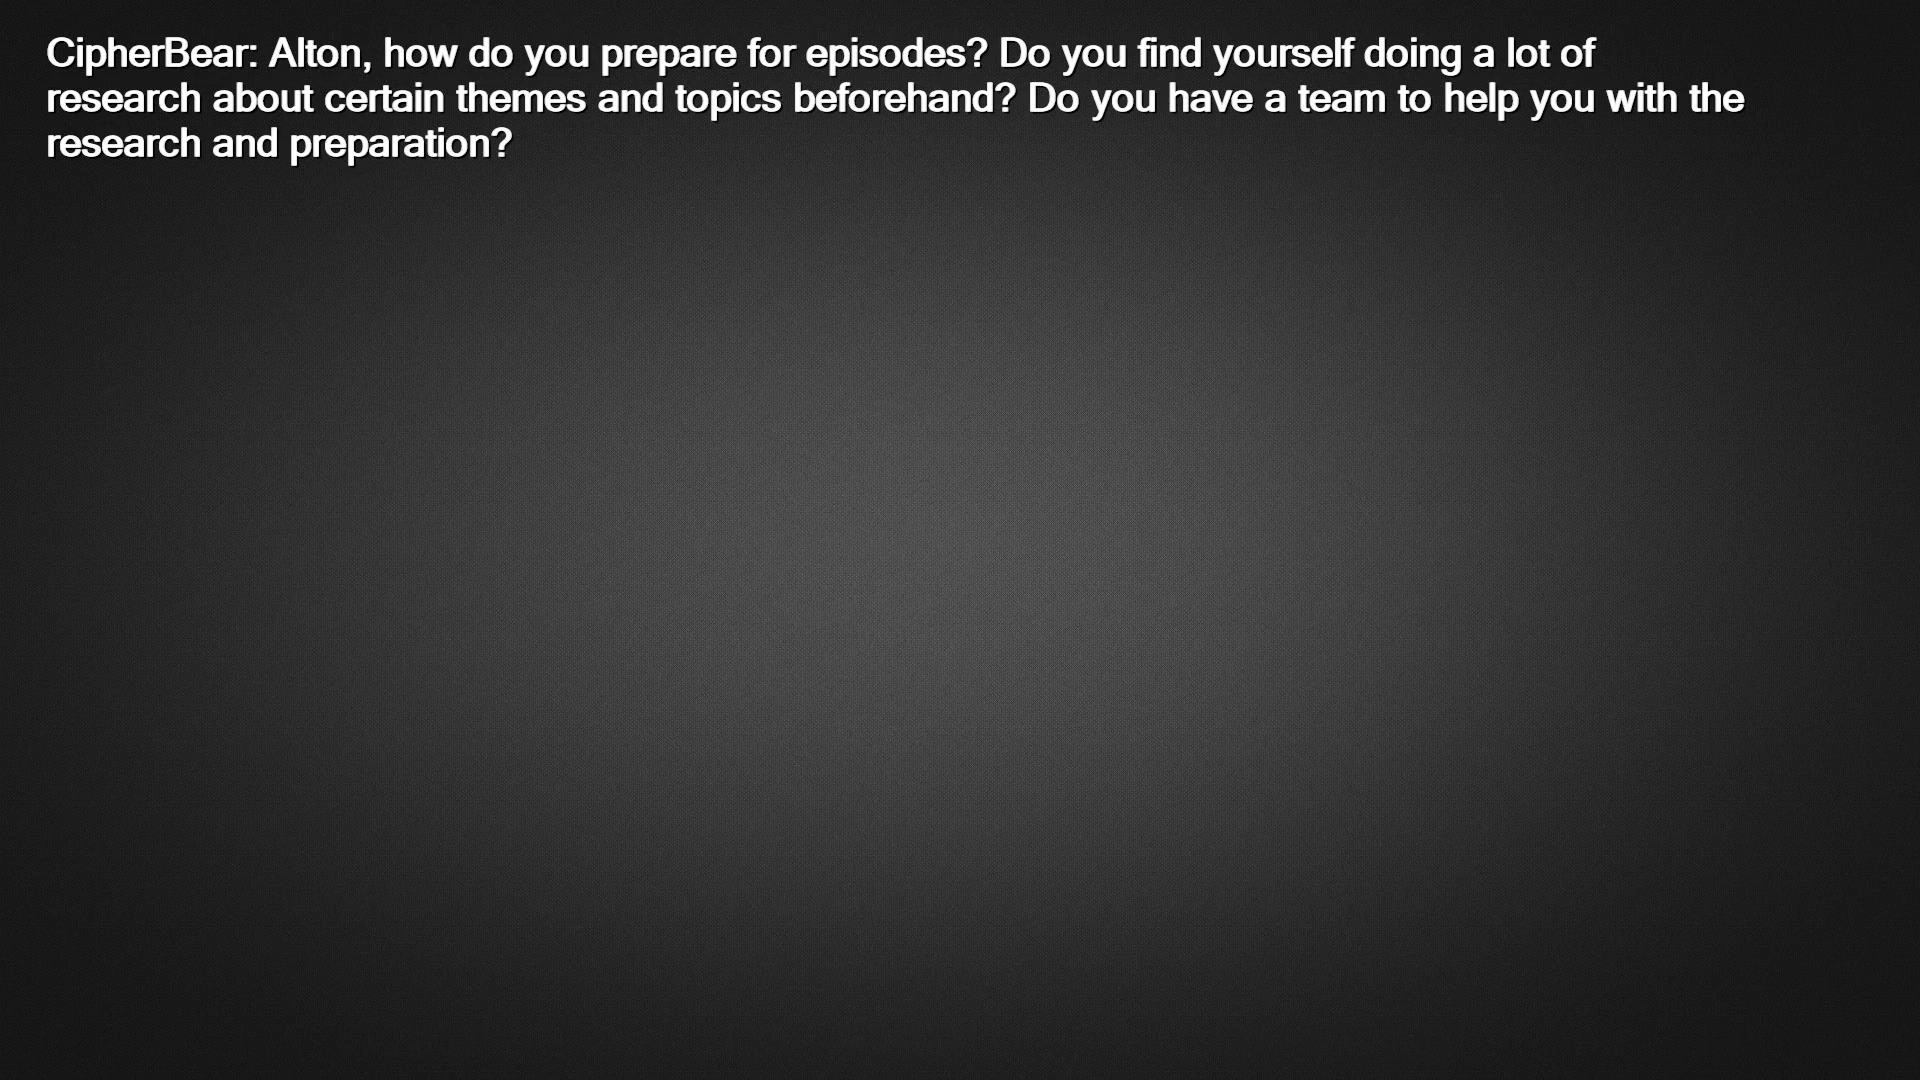 CipherBear: Alton, how do you prepare for episodes? Do you find yourself doing a lot of
research about certain themes and topics beforehand? Do you have a team to help you with the
research and preparation?